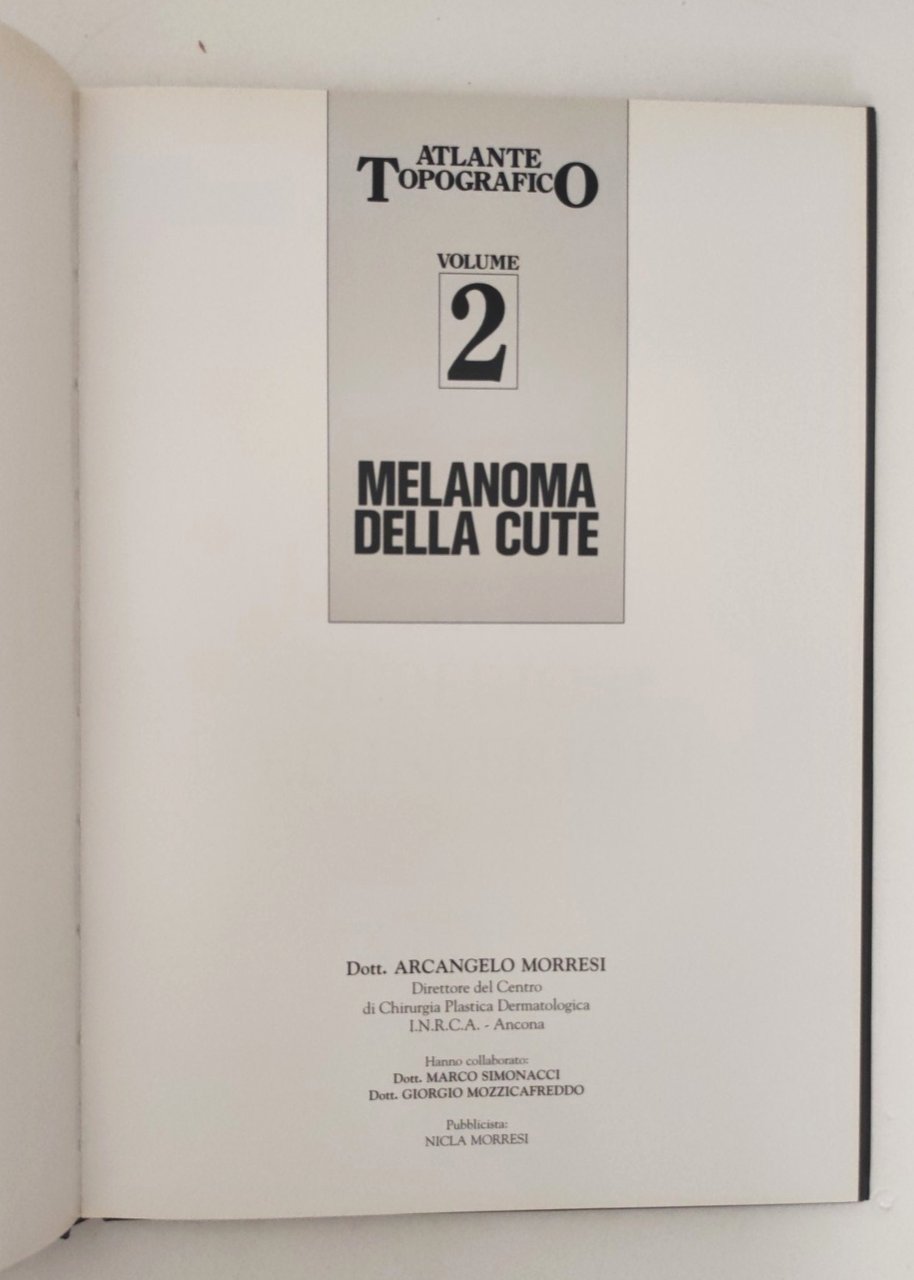 ATLANTE
TOPOGRAFICO
VOLUME
2
MELANOMA
DELLA CUTE
Dott. ARCANGELO MORRESI
Direttore del Centro
di Chirurgia Plastica Dermatologica
I.N.R.C.A. - Ancona
Hanno collaborato:
Dott. MARCO SIMONACCI
Dott. GIORGIO MOZZICAFREDDO
Pubblicista:
NICLA MORRESI